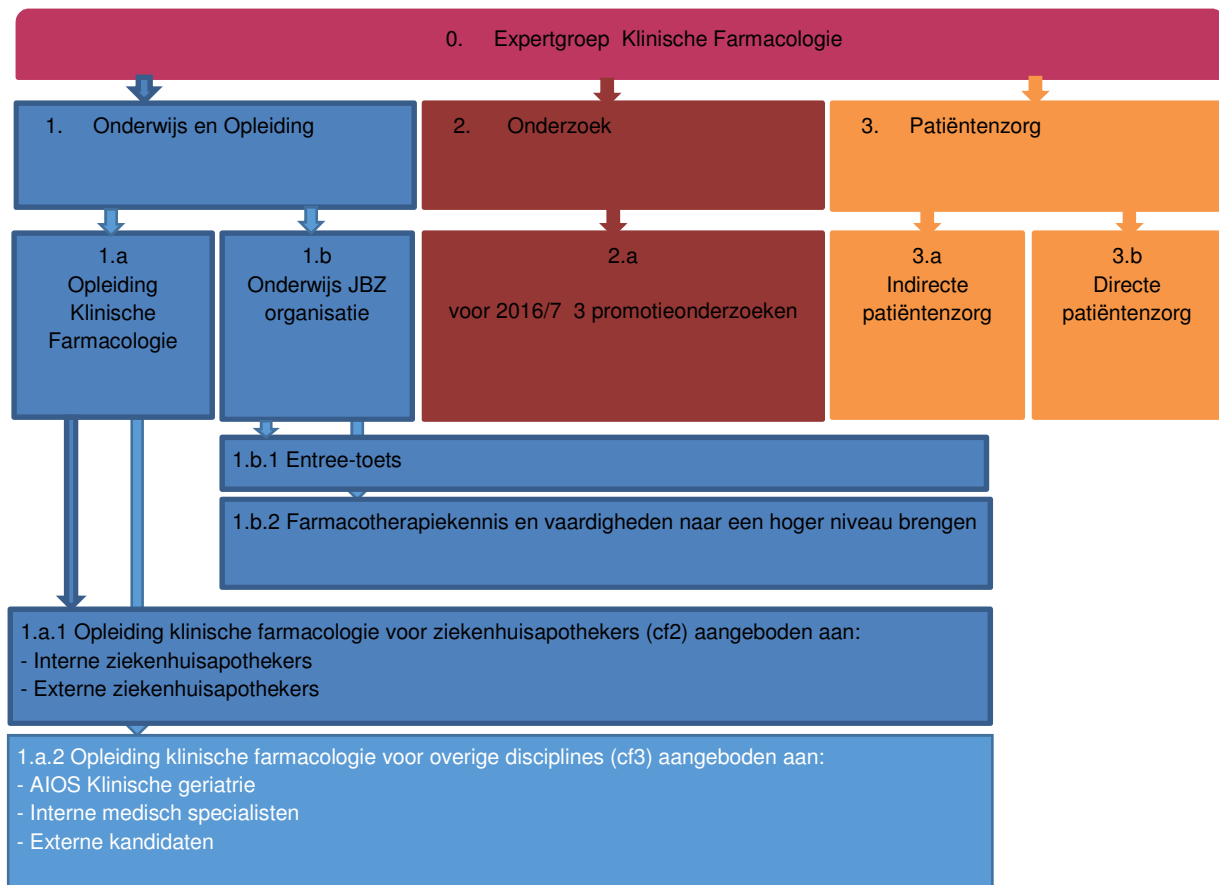 0. Expertgroep Klinische Farmacologie
1. Onderwijs en Opleiding
2. Onderzoek
3. Patiëntenzorg
1.a
Opleiding
Klinische
Farmacologie
1.b
Onderwijs JBZ
organisatie
2.a
voor 2016/7 3 promotieonderzoeken
3.a
Indirecte
patiëntenzorg
3.b
Directe
patiëntenzorg
1.b.1 Entree-toets
1.b.2 Farmacotherapiekennis en vaardigheden naar een hoger niveau brengen
1.a.1 Opleiding klinische farmacologie voor ziekenhuisapothekers (cf2) aangeboden aan:
- Interne ziekenhuisapothekers
- Externe ziekenhuisapothekers
1.a.2 Opleiding klinische farmacologie voor overige disciplines (cf3) aangeboden aan:
- AIOS Klinische geriatrie
- Interne medisch specialisten
- Externe kandidaten